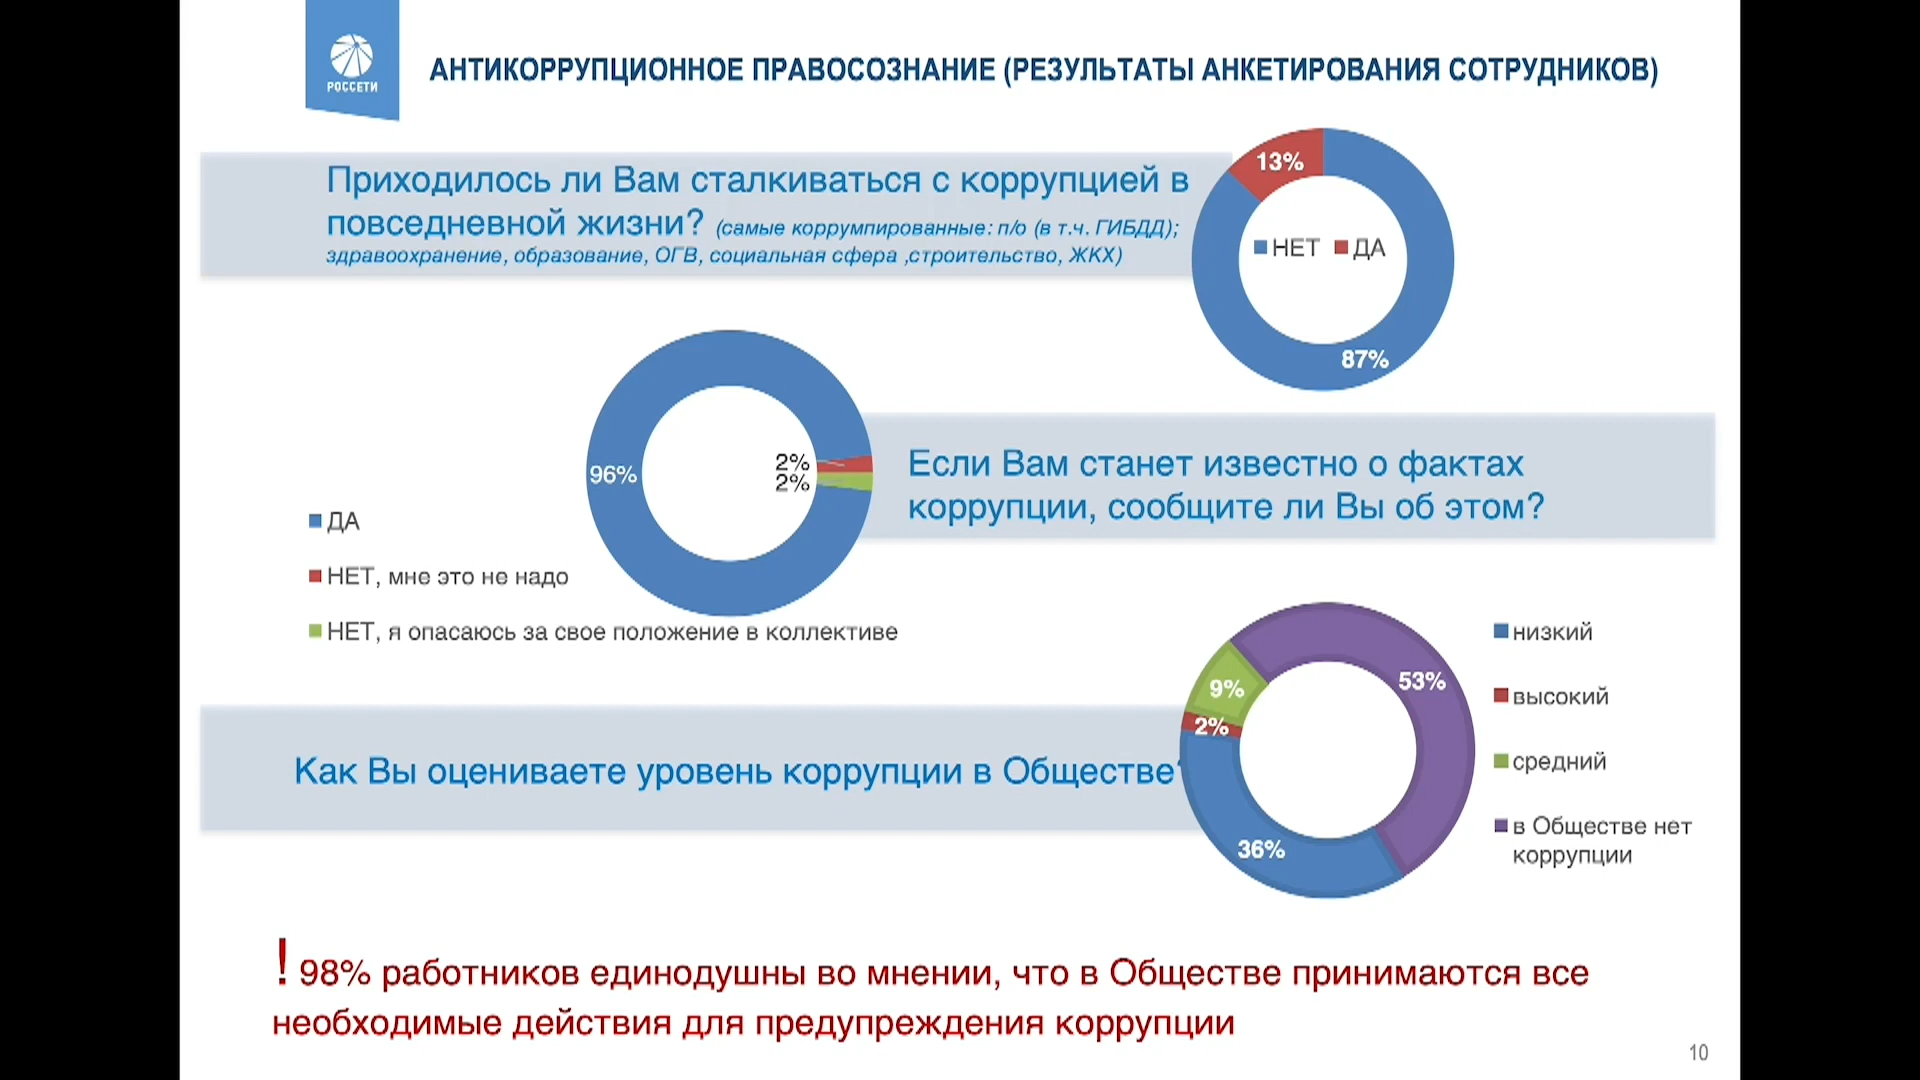 РОССЕТИ
АНТИКОРРУПЦИОННОЕ ПРАВОСОЗНАНИЕ (РЕЗУЛЬТАТЫ АНКЕТИРОВАНИЯ СОТРУДНИКОВ)
Приходилось ли Вам сталкиваться с коррупцией в
повседневной жизни? (самые коррумпированные: п/о (в т.ч. ГИБДД);
здравоохранение, образование, ОГВ, социальная сфера ,строительство, ЖКХ)
13%
НЕТ ДА
87%
96%
2%
2%
Если Вам станет известно о фактах
коррупции, сообщите ли Вы об этом?
ДА
НЕТ, мне это не надо
НЕТ, я опасаюсь за свое положение в коллективе
Как Вы оцениваете уровень коррупции в Обществе?
53%
9%
2%
36%
низкий
высокий
средний
в Обществе нет
коррупции
! 98% работников единодушны во мнении, что в Обществе принимаются все
необходимые действия для предупреждения коррупции
10